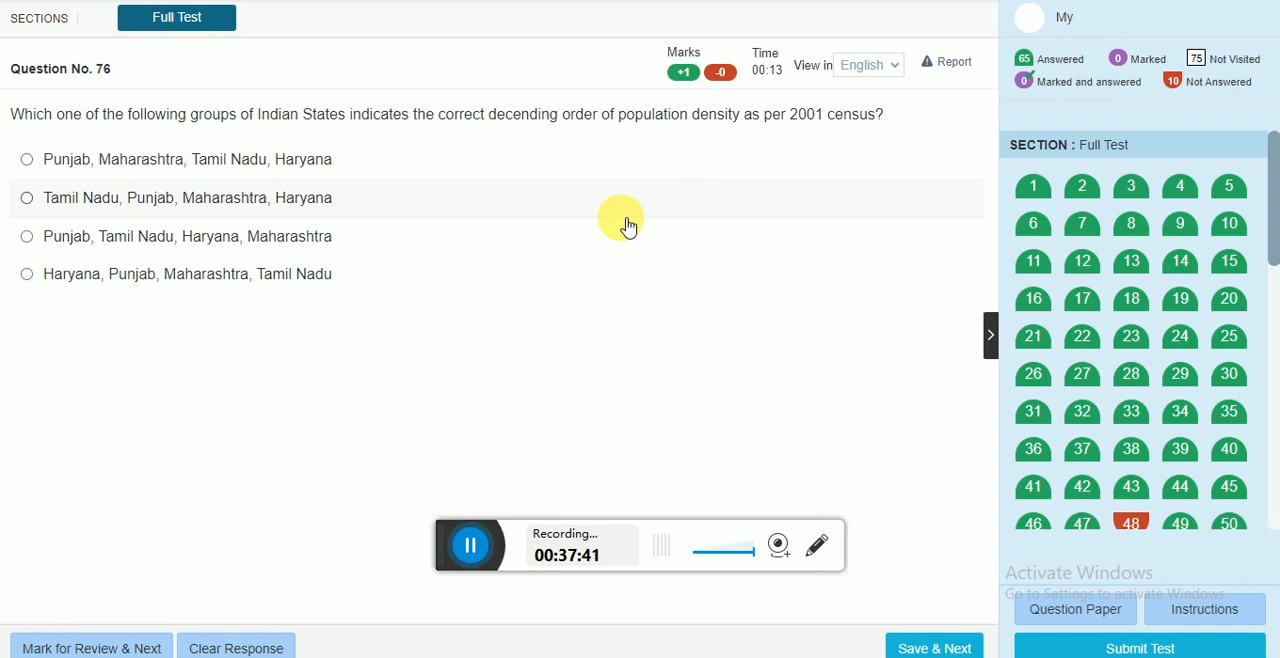 SECTIONS
Full Test
My
Question No. 76
Marks
+1 -0
Time
00:13
View in English
Report
65 Answered
0 Marked
75 Not Visited
0 Marked and answered
10 Not Answered
Which one of the following groups of Indian States indicates the correct decending order of population density as per 2001 census?
Punjab, Maharashtra, Tamil Nadu, Haryana
Tamil Nadu, Punjab, Maharashtra, Haryana
Punjab, Tamil Nadu, Haryana, Maharashtra
Haryana, Punjab, Maharashtra, Tamil Nadu
SECTION : Full Test
1 2 3 4 5
6 7 8 9 10
11 12 13 14 15
16 17 18 19 20
21 22 23 24 25
26 27 28 29 30
31 32 33 34 35
36 37 38 39 40
41 42 43 44 45
46 47 48 49 50
Recording...
00:37:41
Activate Windows
Go to Settings to activate Windows.
Question Paper
Instructions
Mark for Review & Next
Clear Response
Save & Next
Submit Test